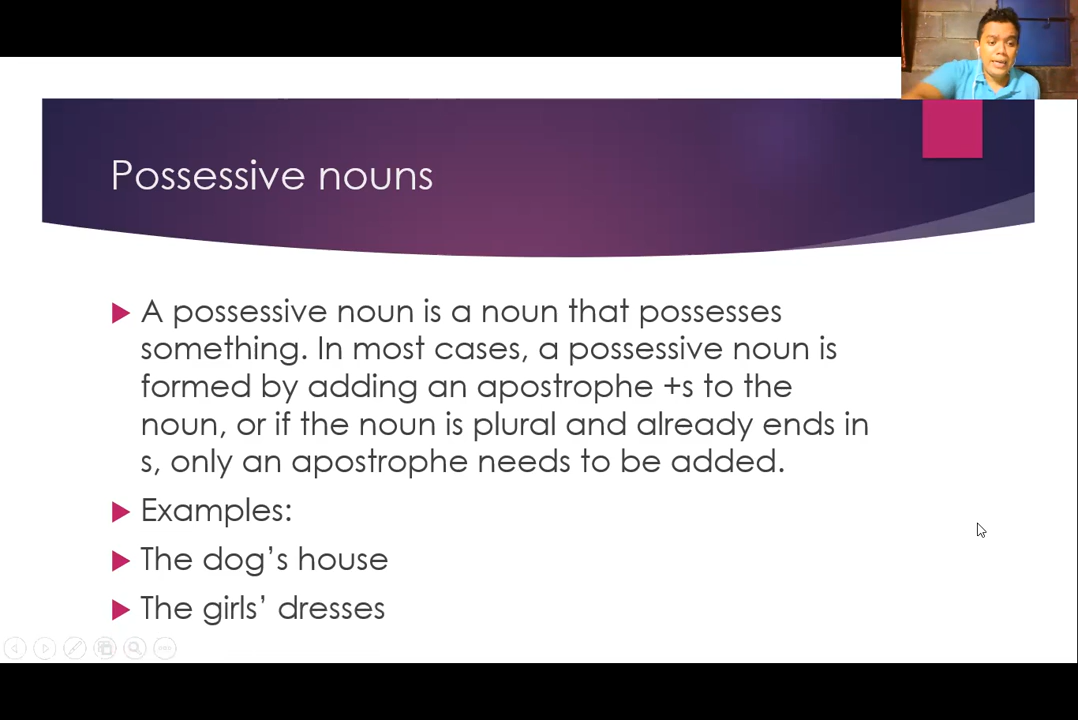 Possessive nouns
A possessive noun is a noun that possesses
something. In most cases, a possessive noun is
formed by adding an apostrophe +s to the
noun, or if the noun is plural and already ends in
s, only an apostrophe needs to be added.
Examples:
The dog’s house
The girls’ dresses